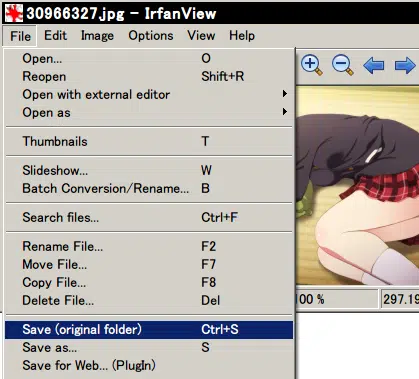 30966327.jpg - IrfanView
File Edit Image Options View Help
Open... O
Reopen Shift+R
Open with external editor
Open as
Thumbnails T
Slideshow... W
Batch Conversion/Rename... B
Search files... Ctrl+F
Rename File... F2
Move File... F7
Copy File... F8
Delete File... Del
100 % 297.19
Save (original folder) Ctrl+S
Save as... S
Save for Web... (PlugIn)